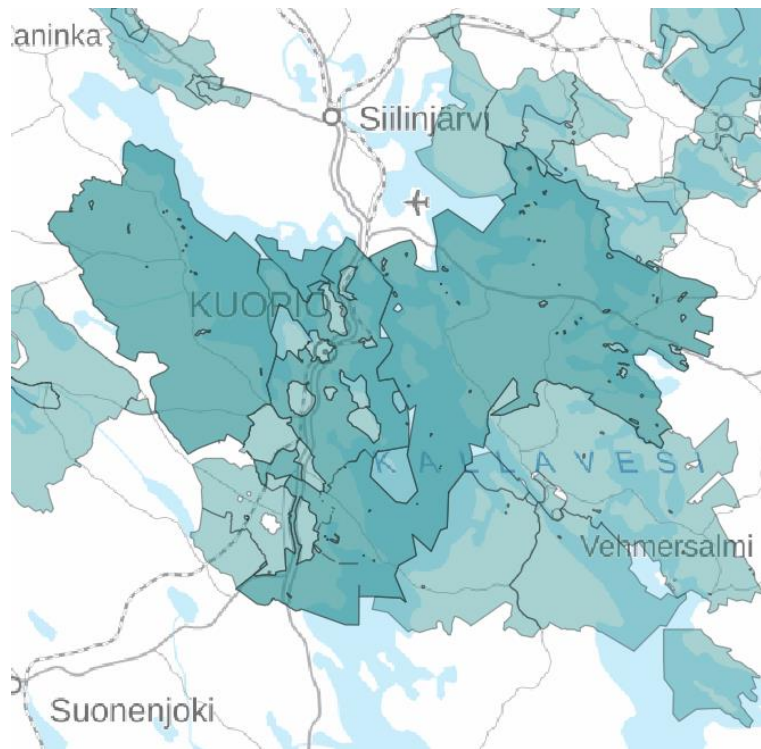 aninka
Siilinjärvi
KUOPIO
KALLAVESI
Vehmersalmi
Suonenjoki